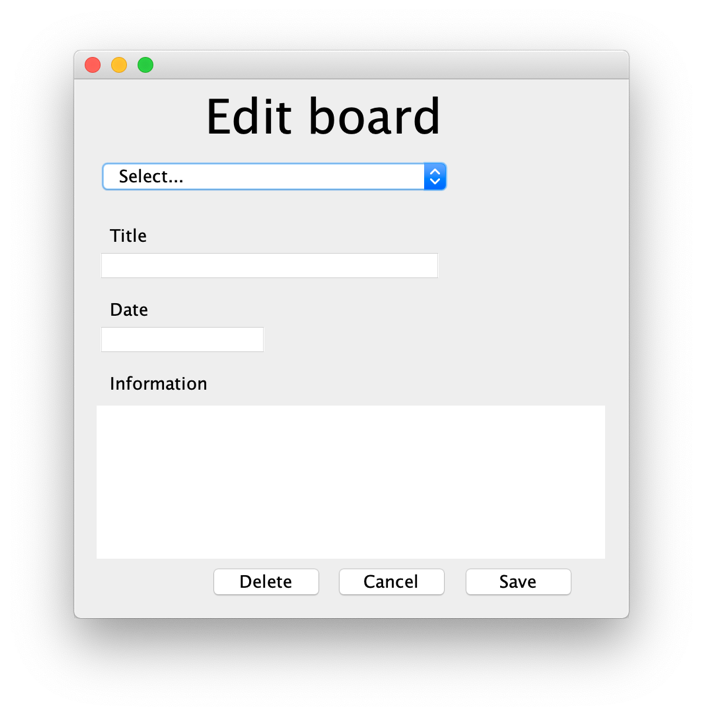 Edit board
Select...
Title
Date
Information
Delete Cancel Save